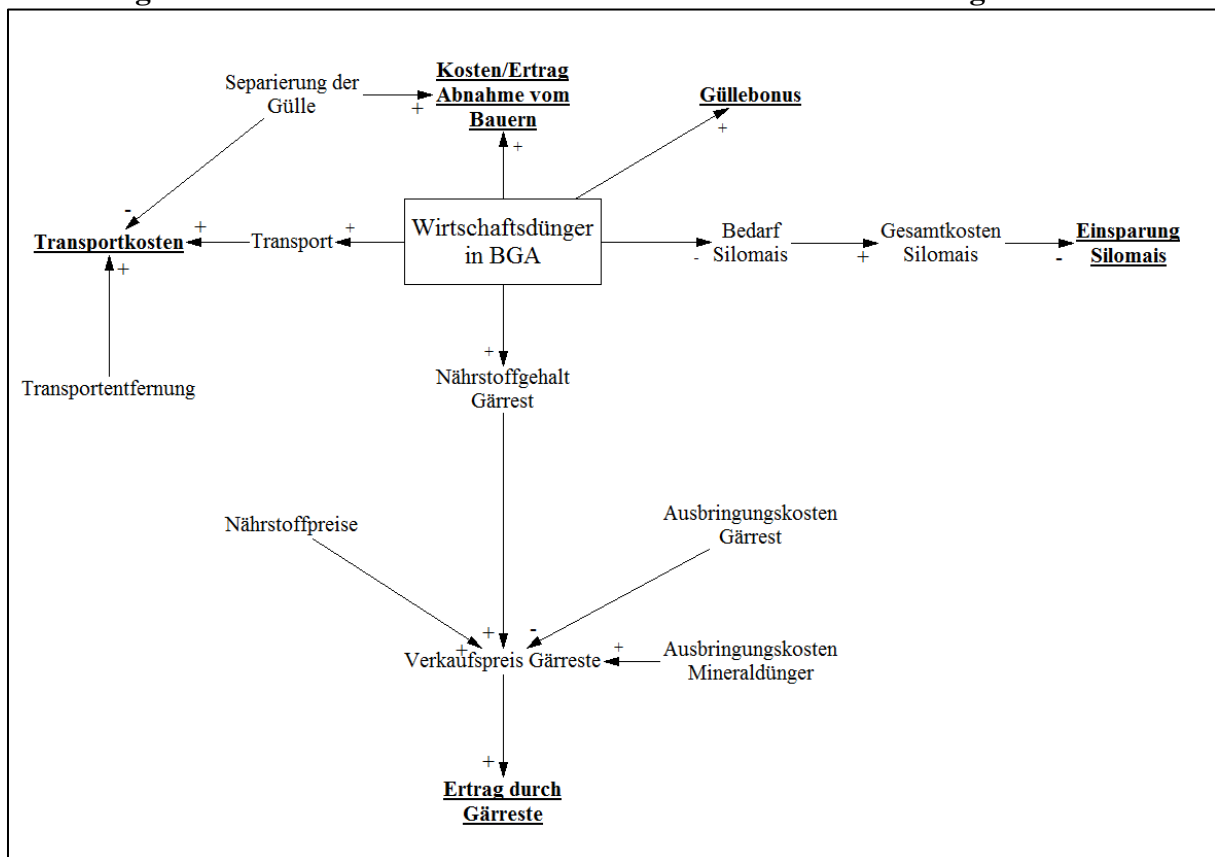 Separierung der
Gülle
+
Kosten/Ertrag
Abnahme vom
Bauern
+
Güllebonus
+
-
Transportkosten
+
+
Transport
+
Wirtschaftsdünger
in BGA
-
Bedarf
Silomais
+
Gesamtkosten
Silomais
-
Einsparung
Silomais
Transportentfernung
+
Nährstoffgehalt
Gärrest
Nährstoffpreise
Ausbringungskosten
Gärrest
+
+
-
Verkaufspreis Gärreste
+
Ausbringungskosten
Mineraldünger
+
Ertrag durch
Gärreste